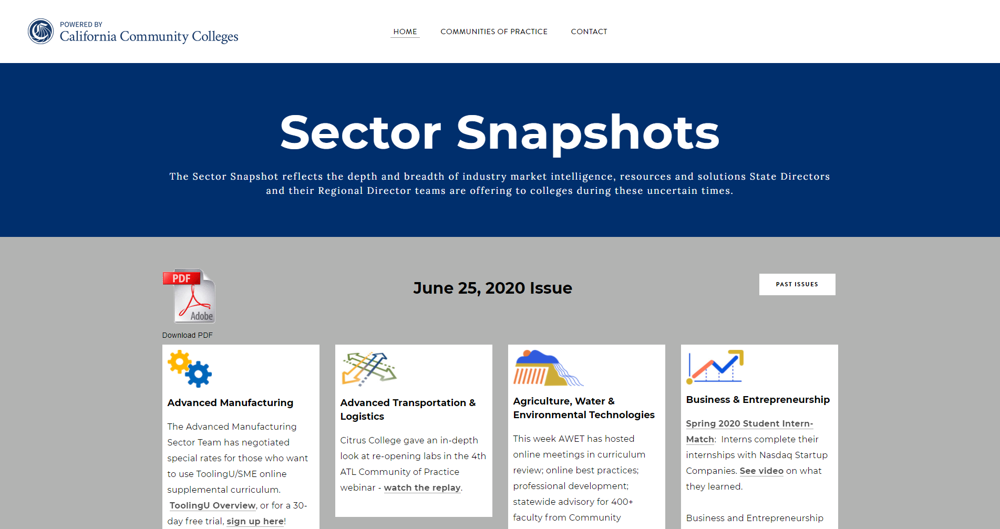 POWERED BY
California Community Colleges
HOME
COMMUNITIES OF PRACTICE
CONTACT
Sector Snapshots
The Sector Snapshot reflects the depth and breadth of industry market intelligence, resources and solutions State Directors
and their Regional Director teams are offering to colleges during these uncertain times.
PDF
Adobe
Download PDF
June 25, 2020 Issue
PAST ISSUES
Advanced Manufacturing
The Advanced Manufacturing
Sector Team has negotiated
special rates for those who want
to use ToolingU/SME online
supplemental curriculum.
ToolingU Overview, or for a 30-
day free trial, sign up here!
Advanced Transportation &
Logistics
Citrus College gave an in-depth
look at re-opening labs in the 4th
ATL Community of Practice
webinar - watch the replay.
Agriculture, Water &
Environmental Technologies
This week AWET has hosted
online meetings in curriculum
review; online best practices;
professional development;
statewide advisory for 400+
faculty from Community
Business & Entrepreneurship
Spring 2020 Student Intern-
Match:  Interns complete their
internships with Nasdaq Startup
Companies. See video on what
they learned.
Business and Entrepreneurship